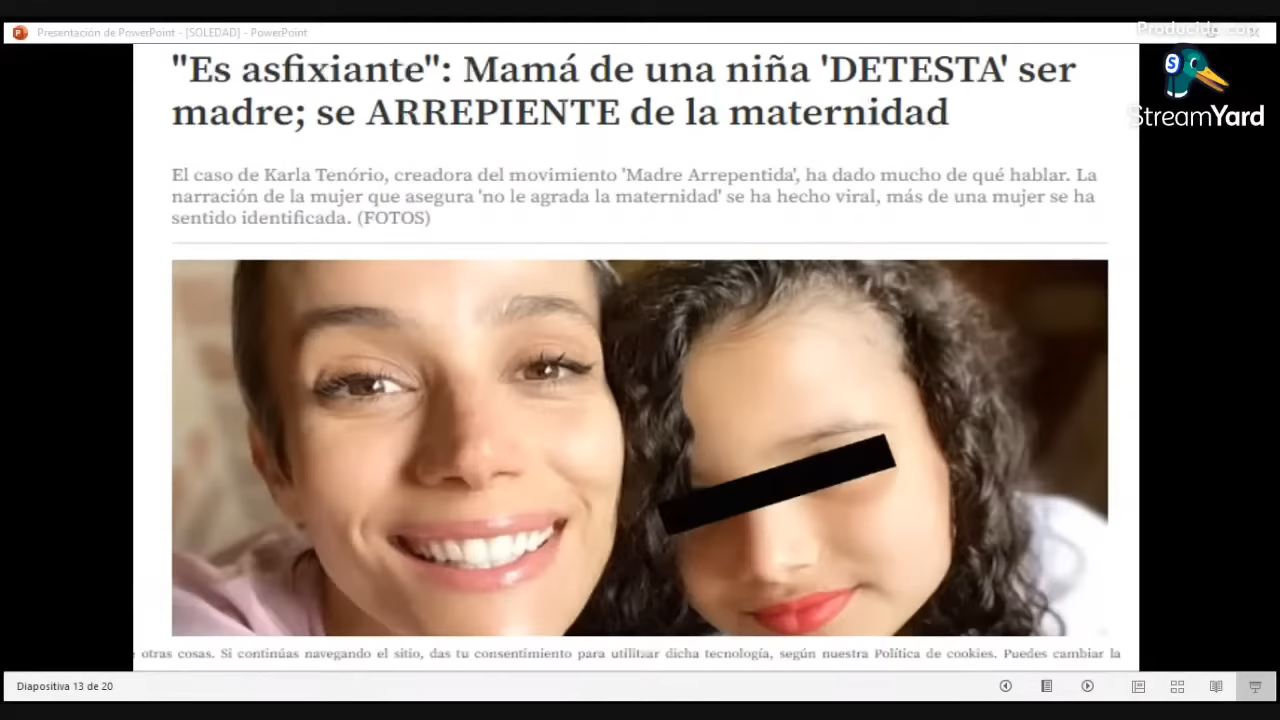 Presentación de PowerPoint - [SOLEDAD] - PowerPoint
Producido con
StreamYard
"Es asfixiante": Mamá de una niña 'DETESTA' ser
madre; se ARREPIENTE de la maternidad
El caso de Karla Tenório, creadora del movimiento 'Madre Arrepentida', ha dado mucho de qué hablar. La
narración de la mujer que asegura 'no le agrada la maternidad' se ha hecho viral, más de una mujer se ha
sentido identificada. (FOTOS)
otras cosas. Si continúas navegando el sitio, das tu consentimiento para utilizar dicha tecnología, según nuestra Política de cookies. Puedes cambiar la
Diapositiva 13 de 20